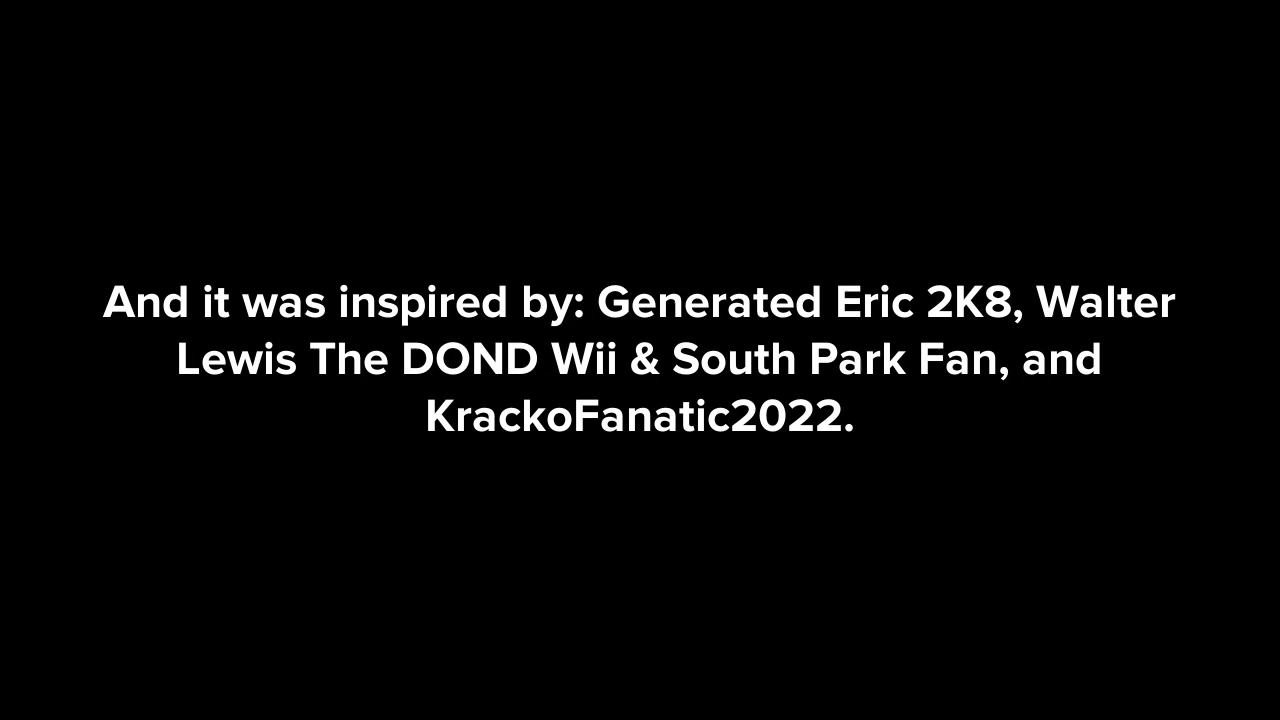 And it was inspired by: Generated Eric 2K8, Walter
Lewis The DOND Wii & South Park Fan, and
KrackoFanatic2022.